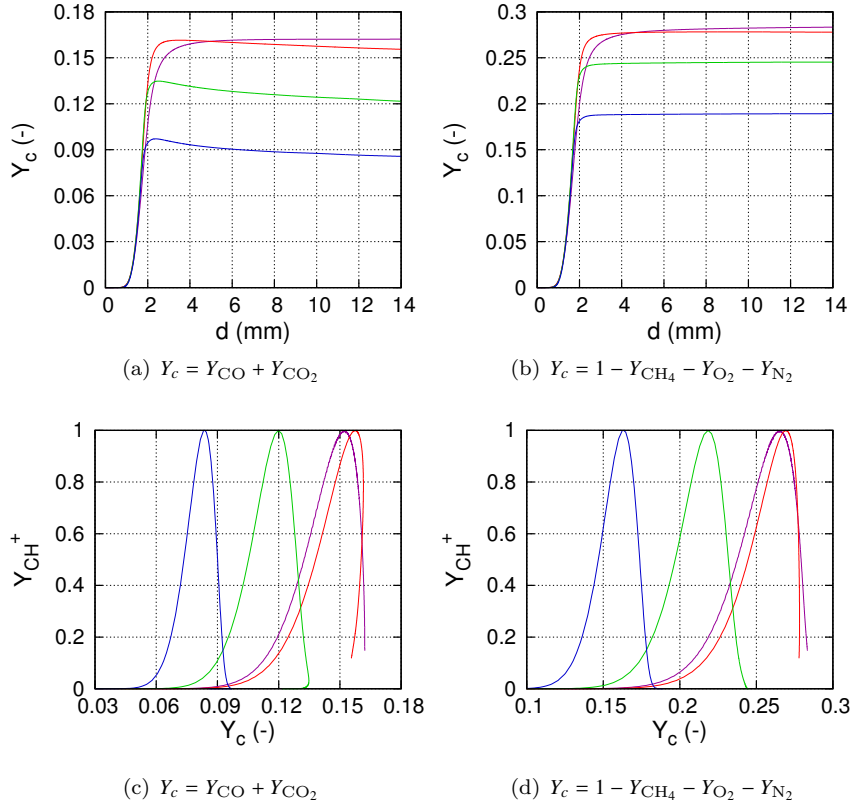 0.18
0.15
0.12
0.09
0.06
0.03
0
Y_c (-)
0 2 4 6 8 10 12 14
d (mm)
(a) Y_c = Y_CO + Y_CO₂
0.3
0.25
0.2
0.15
0.1
0.05
0
Y_c (-)
0 2 4 6 8 10 12 14
d (mm)
(b) Y_c = 1 − Y_CH₄ − Y_O₂ − Y_N₂
1
0.8
0.6
0.4
0.2
0
Y_CH⁺
0.03 0.06 0.09 0.12 0.15 0.18
Y_c (-)
(c) Y_c = Y_CO + Y_CO₂
1
0.8
0.6
0.4
0.2
0
Y_CH⁺
0.1 0.15 0.2 0.25 0.3
Y_c (-)
(d) Y_c = 1 − Y_CH₄ − Y_O₂ − Y_N₂